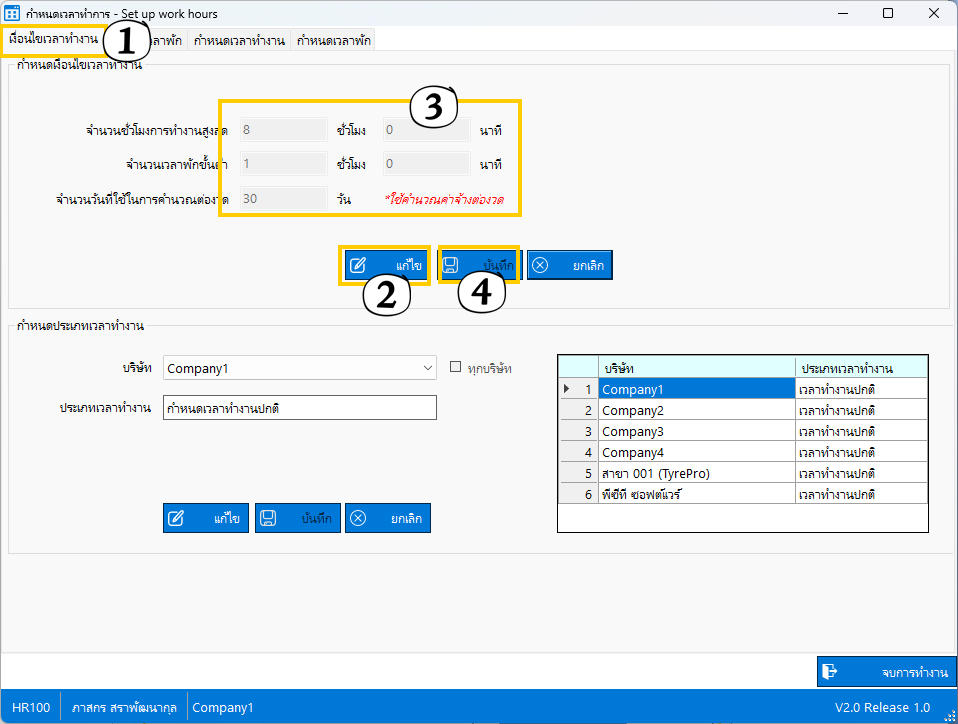 กำหนดเวลาทำการ - Set up work hours
เงื่อนไขเวลาทำงาน 1 กำหนดเวลาทำงาน กำหนดเวลาพัก
กำหนดเงื่อนไขเวลาทำงาน
3
จำนวนชั่วโมงการทำงานสูงสุด 8 ชั่วโมง 0 นาที
จำนวนเวลาพักขั้นต่ำ 1 ชั่วโมง 0 นาที
จำนวนวันที่ใช้ในการคำนวณต่องวด 30 วัน *ใช้คำนวณค่าจ้างต่องวด
แก้ไข บันทึก ยกเลิก
2 4
กำหนดประเภทเวลาทำงาน
บริษัท Company1 ทุกบริษัท
ประเภทเวลาทำงาน กำหนดเวลาทำงานปกติ
บริษัท ประเภทเวลาทำงาน
1 Company1 เวลาทำงานปกติ
2 Company2 เวลาทำงานปกติ
3 Company3 เวลาทำงานปกติ
4 Company4 เวลาทำงานปกติ
5 สาขา 001 (TyrePro) เวลาทำงานปกติ
6 พีซีที ซอฟต์แวร์ เวลาทำงานปกติ
แก้ไข บันทึก ยกเลิก
จบการทำงาน
HR100 ภาสกร สราพัฒนากุล Company1 V2.0 Release 1.0